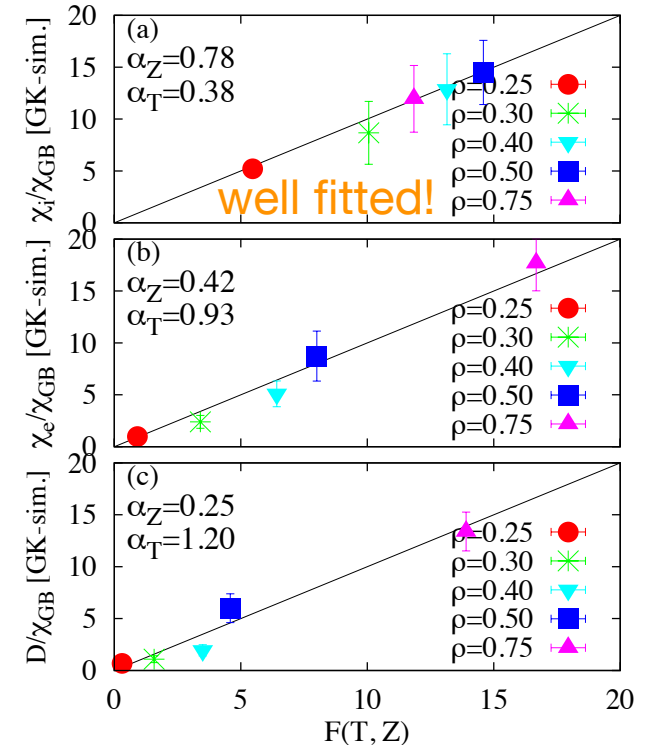 (a)
α_Z=0.78
α_T=0.38
χ_i/χ_GB [GK-sim.]
20
15
10
5
0
ρ=0.25
ρ=0.30
ρ=0.40
ρ=0.50
ρ=0.75
well fitted!
(b)
α_Z=0.42
α_T=0.93
χ_e/χ_GB [GK-sim.]
20
15
10
5
0
ρ=0.25
ρ=0.30
ρ=0.40
ρ=0.50
ρ=0.75
(c)
α_Z=0.25
α_T=1.20
D/χ_GB [GK-sim.]
20
15
10
5
0
ρ=0.25
ρ=0.30
ρ=0.40
ρ=0.50
ρ=0.75
0 5 10 15 20
F(T, Z)